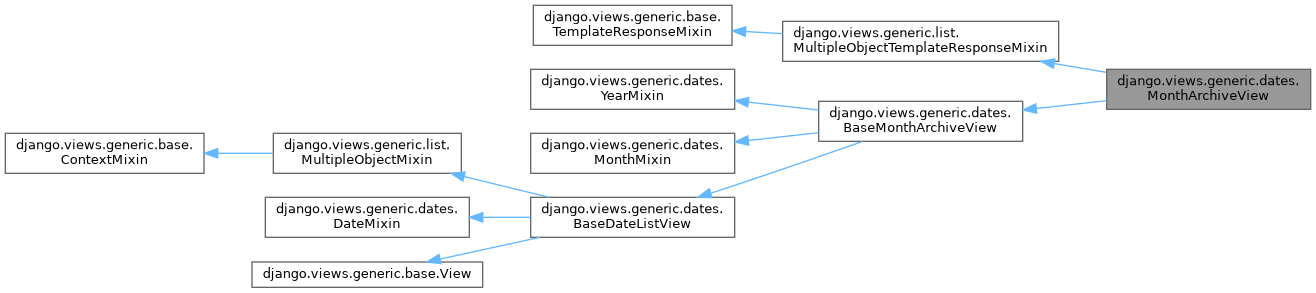 django.views.generic.base.
TemplateResponseMixin
django.views.generic.list.
MultipleObjectTemplateResponseMixin
django.views.generic.dates.
MonthArchiveView
django.views.generic.dates.
YearMixin
django.views.generic.dates.
BaseMonthArchiveView
django.views.generic.base.
ContextMixin
django.views.generic.list.
MultipleObjectMixin
django.views.generic.dates.
MonthMixin
django.views.generic.dates.
DateMixin
django.views.generic.dates.
BaseDateListView
django.views.generic.base.View